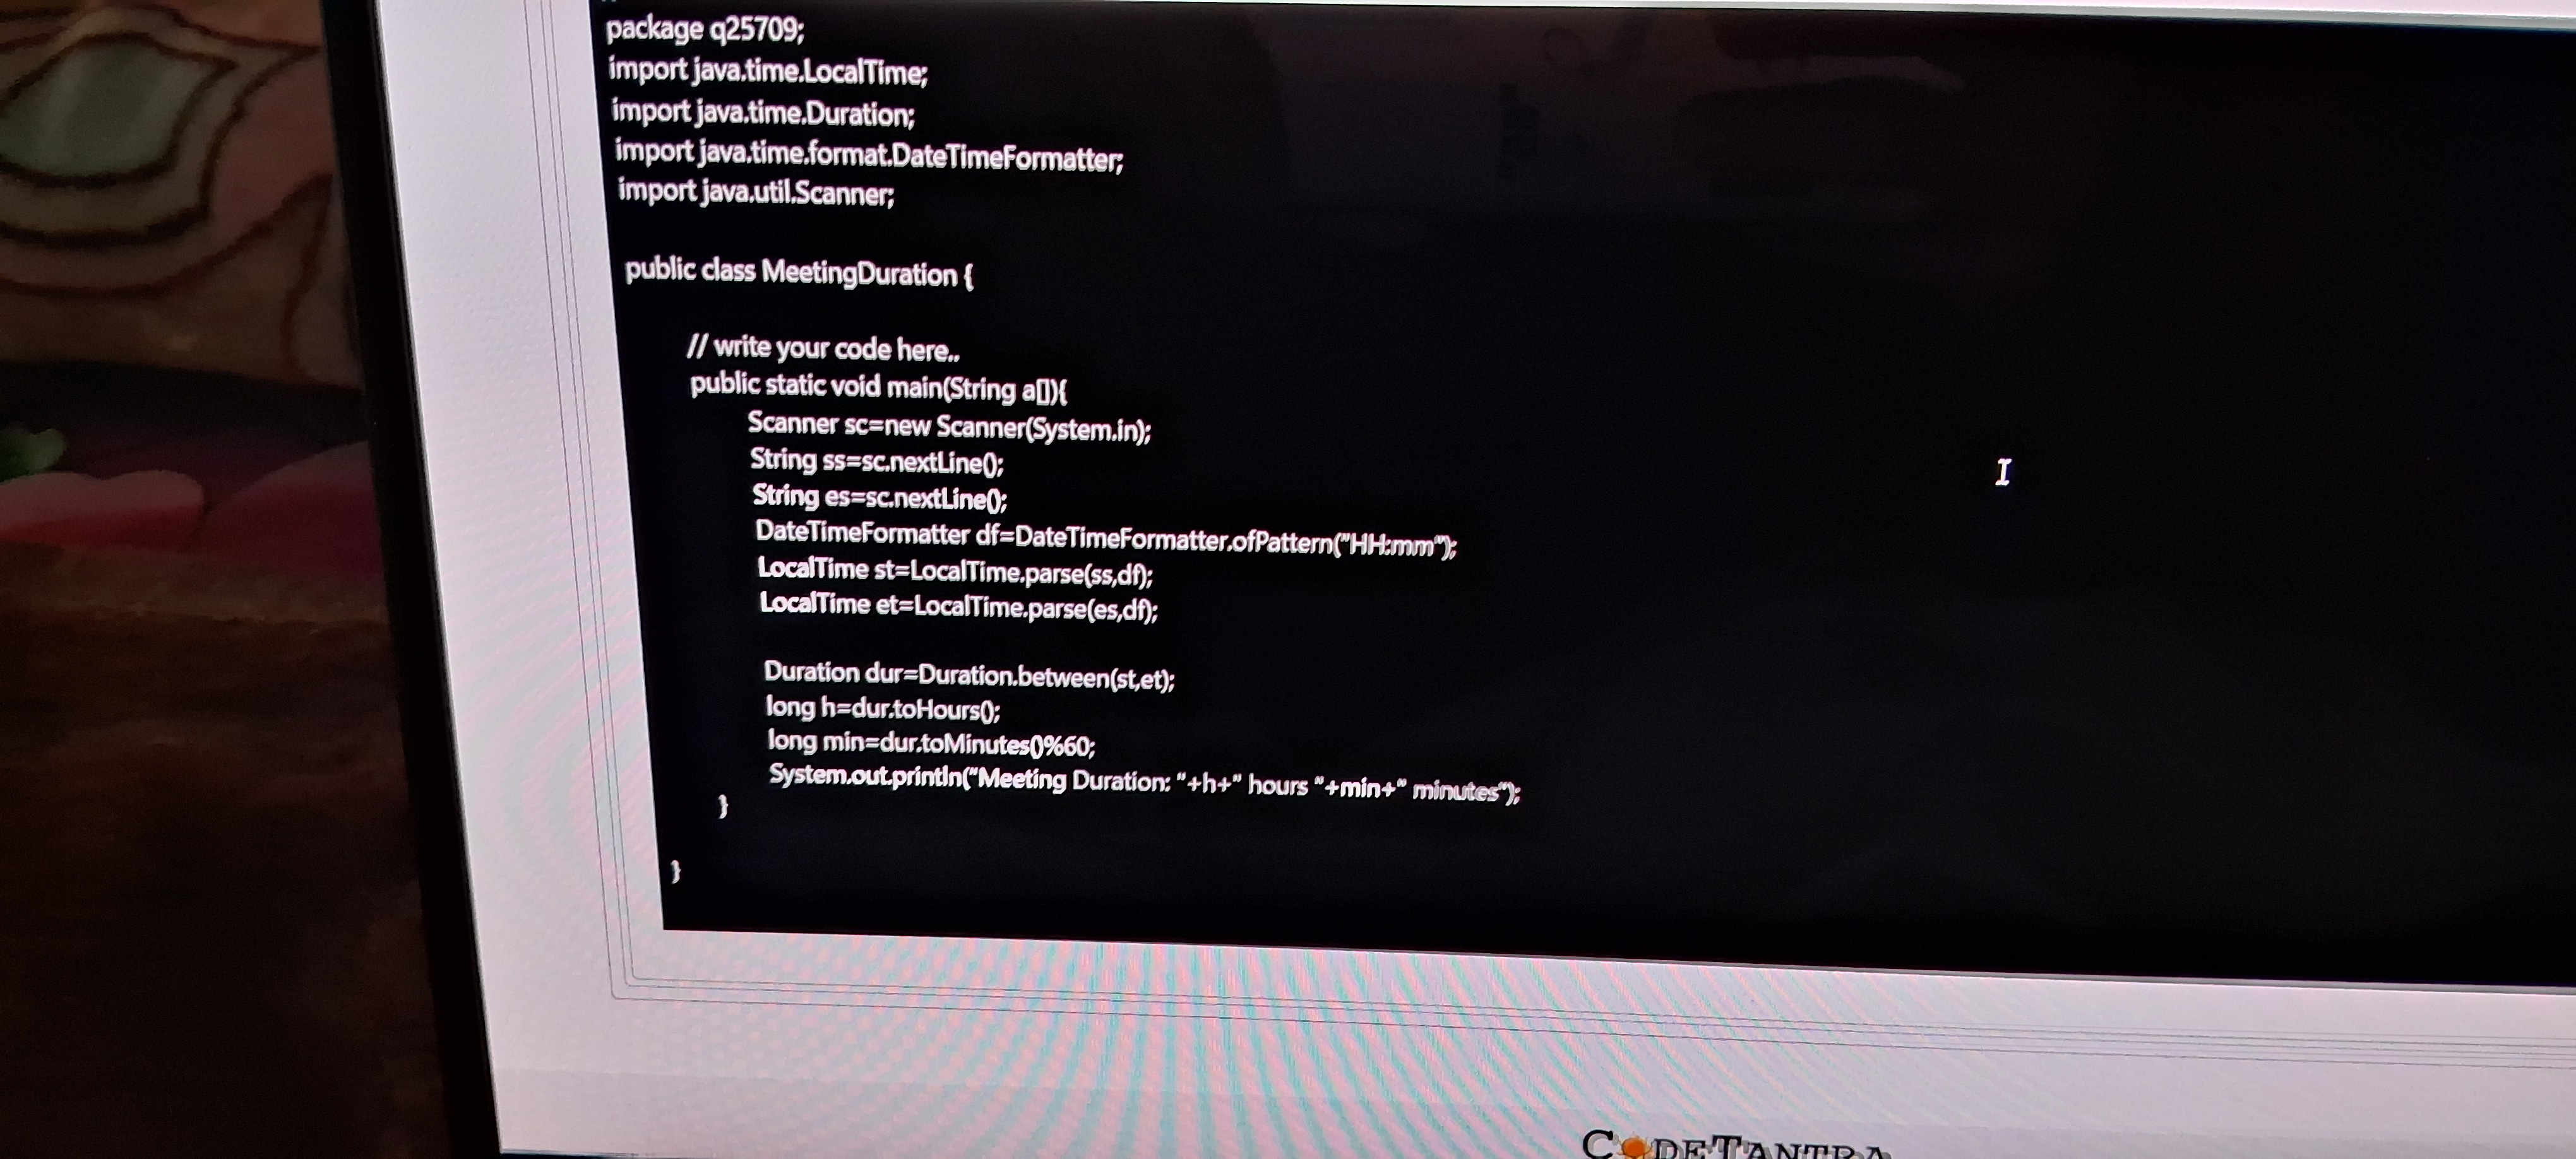 package q25709;
import java.time.LocalTime;
import java.time.Duration;
import java.time.format.DateTimeFormatter;
import java.util.Scanner;
public class MeetingDuration {
// write your code here..
public static void main(String a[]){
Scanner sc=new Scanner(System.in);
String ss=sc.nextLine();
String es=sc.nextLine();
DateTimeFormatter df=DateTimeFormatter.ofPattern("HH:mm");
LocalTime st=LocalTime.parse(ss,df);
LocalTime et=LocalTime.parse(es,df);
Duration dur=Duration.between(st,et);
long h=dur.toHours();
long min=dur.toMinutes()%60;
System.out.println("Meeting Duration: "+h+" hours "+min+" minutes");
}
}
CODETANTRA